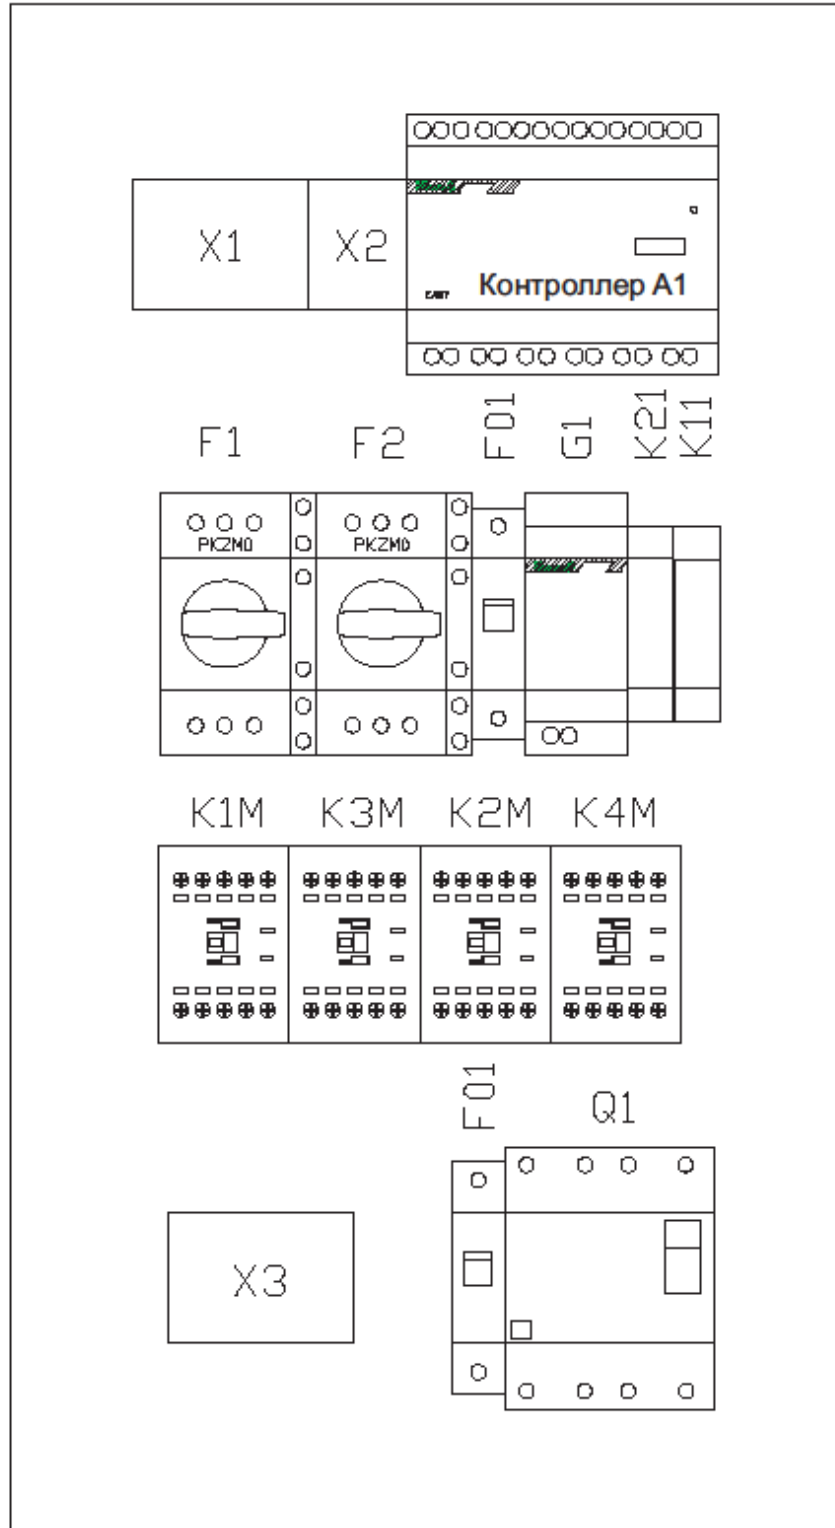 X1 X2
Контроллер A1
F1 F2 F01 G1 K21 K11
PKZM0 PKZM0
K1M K3M K2M K4M
F01 Q1
X3